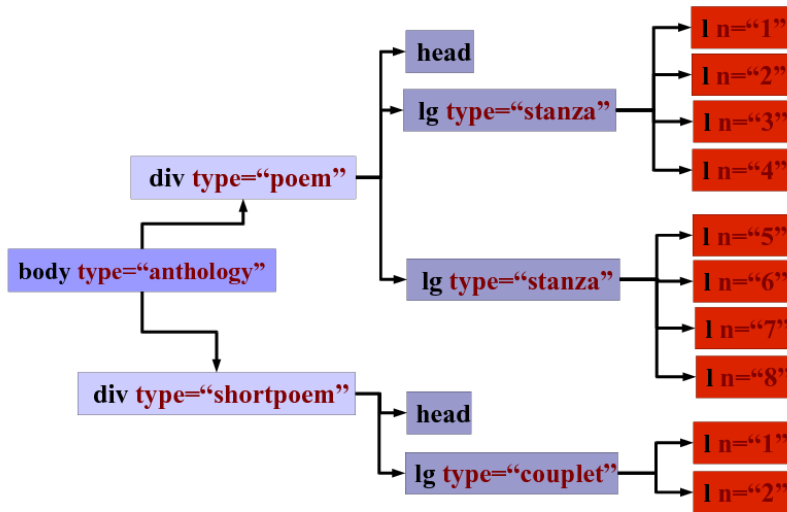 l n=“1”
head
l n=“2”
lg type=“stanza”
l n=“3”
l n=“4”
div type=“poem”
l n=“5”
body type=“anthology”
lg type=“stanza”
l n=“6”
l n=“7”
l n=“8”
div type=“shortpoem”
head
l n=“1”
lg type=“couplet”
l n=“2”